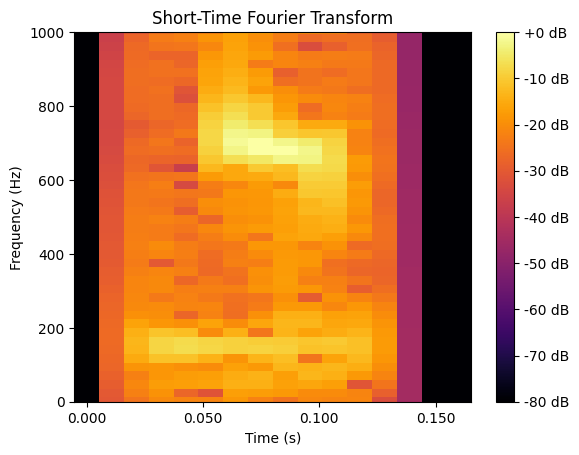 Short-Time Fourier Transform
1000
800
600
400
200
0
Frequency (Hz)
0.000
0.050
0.100
0.150
Time (s)
+0 dB
-10 dB
-20 dB
-30 dB
-40 dB
-50 dB
-60 dB
-70 dB
-80 dB